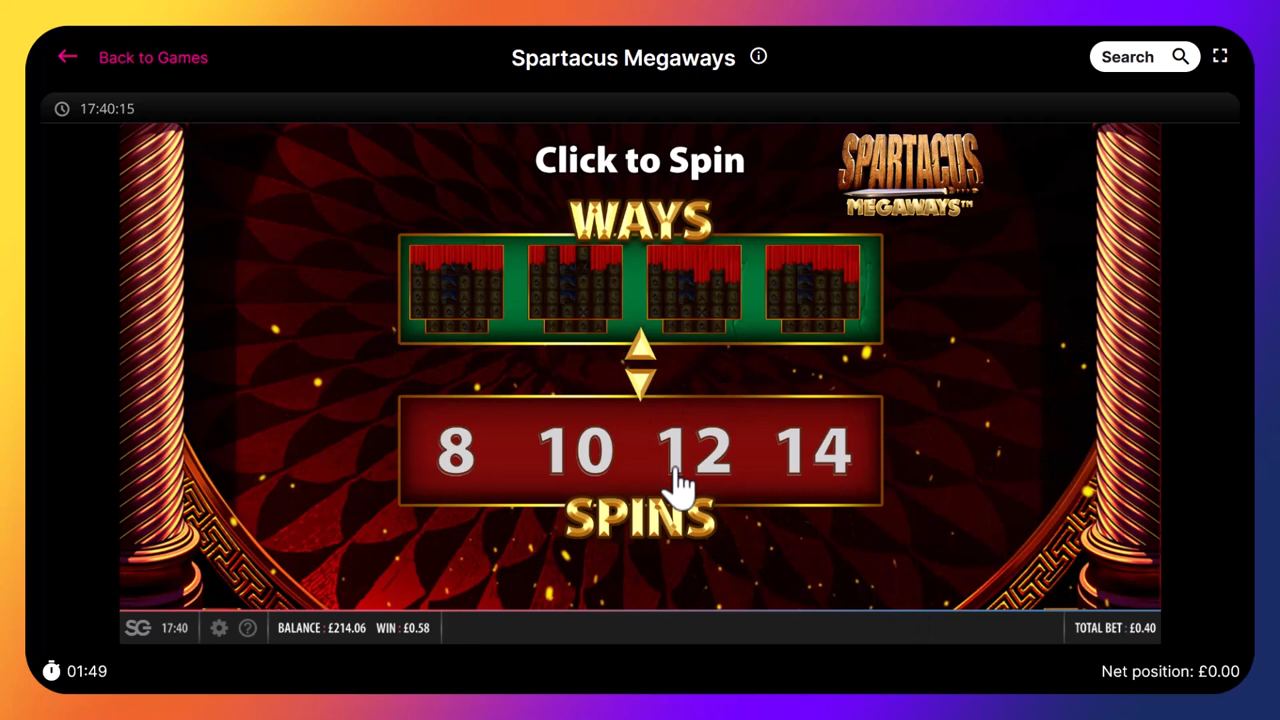 Back to Games
Spartacus Megaways
Search
17:40:15
Click to Spin
SPARTACUS
MEGAWAYS™
WAYS
8 10 12 14
SPINS
SG 17:40 BALANCE : £214.06 WIN : £0.58 TOTAL BET : £0.40
01:49
Net position: £0.00